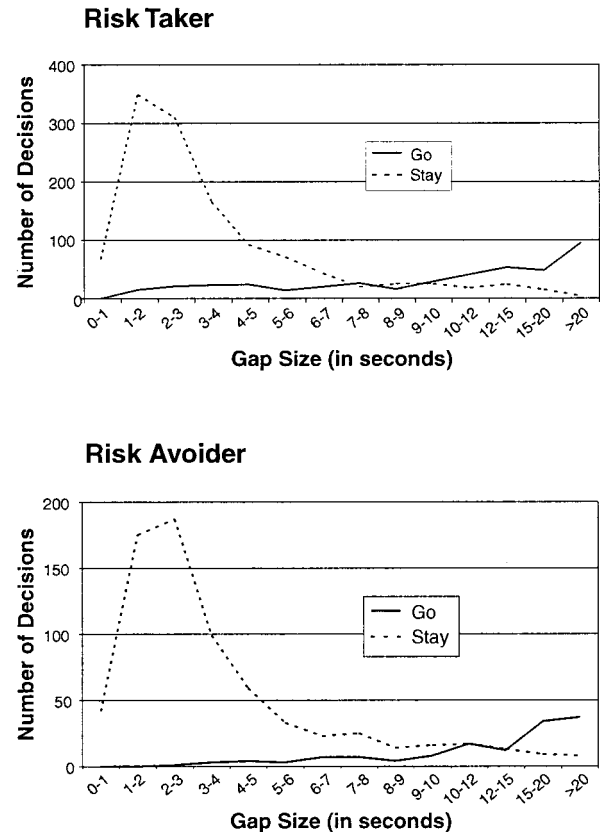 Risk Taker
Number of Decisions
400
300
200
100
0
Go
Stay
0-1 1-2 2-3 3-4 4-5 5-6 6-7 7-8 8-9 9-10 10-12 12-15 15-20 >20
Gap Size (in seconds)
Risk Avoider
Number of Decisions
200
150
100
50
0
Go
Stay
0-1 1-2 2-3 3-4 4-5 5-6 6-7 7-8 8-9 9-10 10-12 12-15 15-20 >20
Gap Size (in seconds)